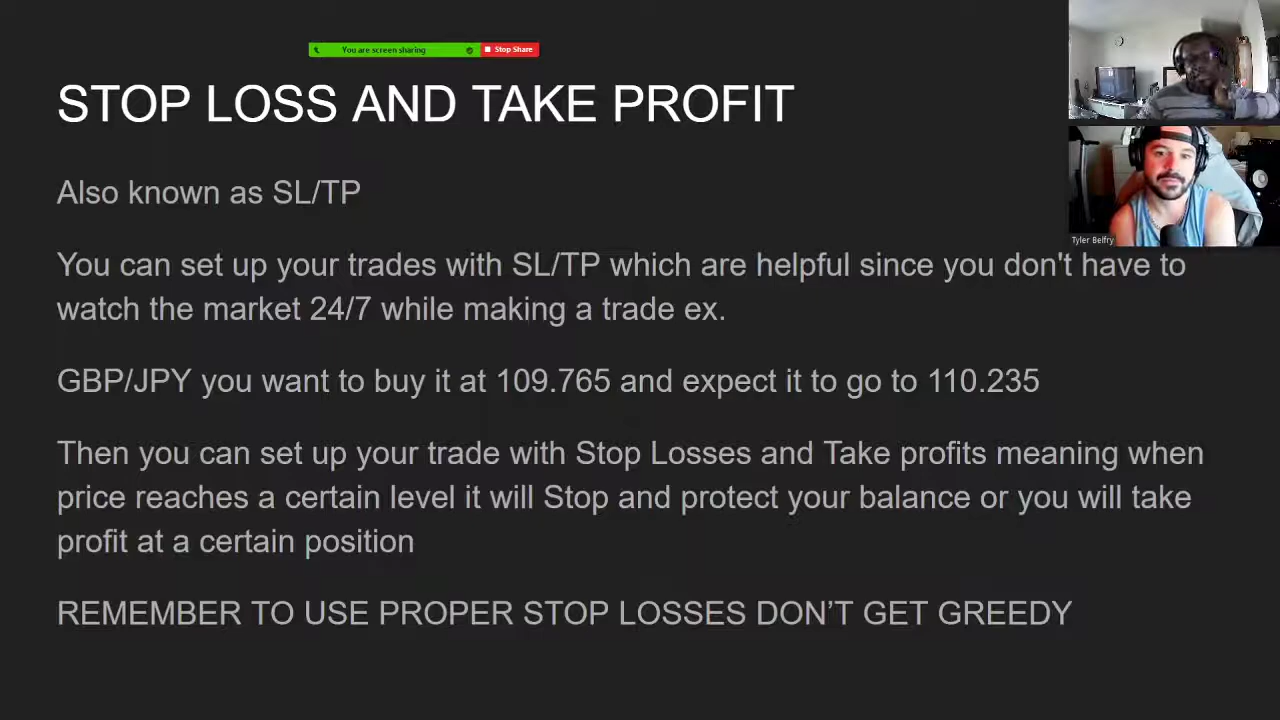 You are screen sharing
Stop Share
STOP LOSS AND TAKE PROFIT
Also known as SL/TP
Tyler Belfry
You can set up your trades with SL/TP which are helpful since you don't have to
watch the market 24/7 while making a trade ex.
GBP/JPY you want to buy it at 109.765 and expect it to go to 110.235
Then you can set up your trade with Stop Losses and Take profits meaning when
price reaches a certain level it will Stop and protect your balance or you will take
profit at a certain position
REMEMBER TO USE PROPER STOP LOSSES DON’T GET GREEDY